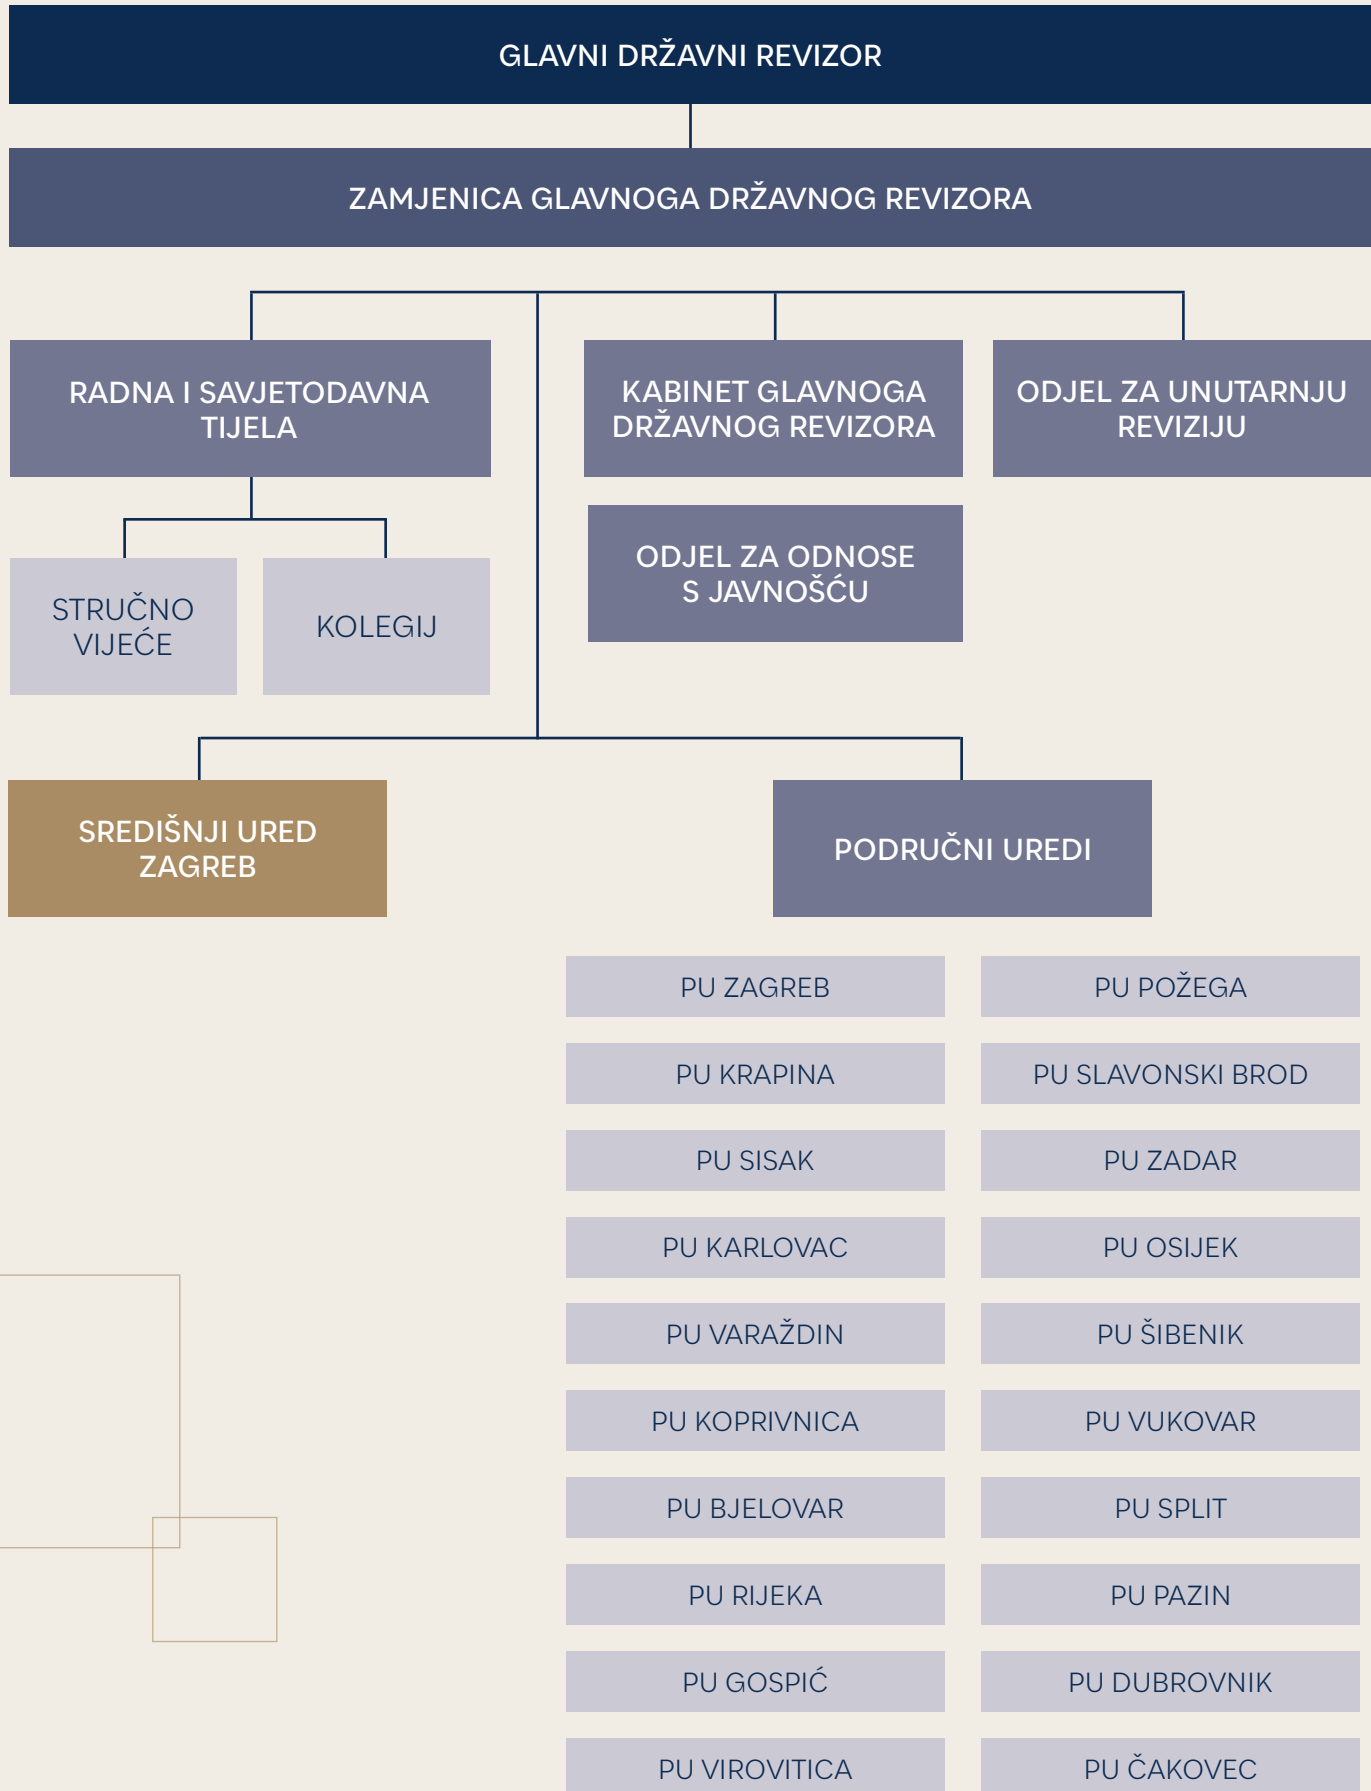 GLAVNI DRŽAVNI REVIZOR
ZAMJENICA GLAVNOGA DRŽAVNOG REVIZORA
RADNA I SAVJETODAVNA
TIJELA
KABINET GLAVNOGA
DRŽAVNOG REVIZORA
ODJEL ZA UNUTARNJU
REVIZIJU
ODJEL ZA ODNOSE
S JAVNOŠĆU
STRUČNO
VIJEĆE
KOLEGIJ
SREDIŠNJI URED
ZAGREB
PODRUČNI UREDI
PU ZAGREB
PU POŽEGA
PU KRAPINA
PU SLAVONSKI BROD
PU SISAK
PU ZADAR
PU KARLOVAC
PU OSIJEK
PU VARAŽDIN
PU ŠIBENIK
PU KOPRIVNICA
PU VUKOVAR
PU BJELOVAR
PU SPLIT
PU RIJEKA
PU PAZIN
PU GOSPIĆ
PU DUBROVNIK
PU VIROVITICA
PU ČAKOVEC